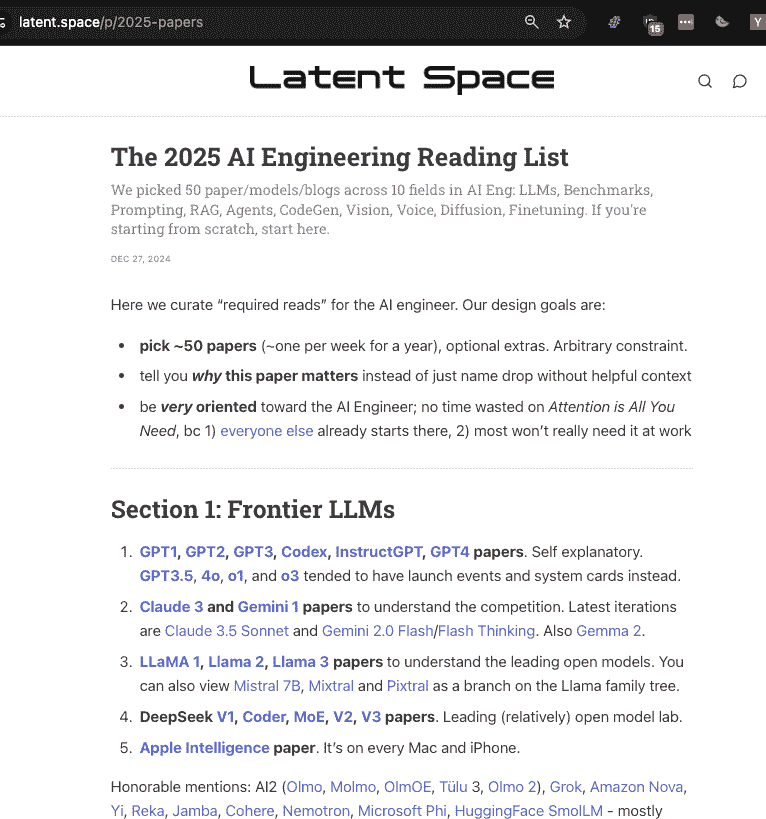 latent.space/p/2025-papers
15
Y
Latent Space
The 2025 AI Engineering Reading List
We picked 50 paper/models/blogs across 10 fields in AI Eng: LLMs, Benchmarks,
Prompting, RAG, Agents, CodeGen, Vision, Voice, Diffusion, Finetuning. If you're
starting from scratch, start here.
DEC 27, 2024
Here we curate “required reads” for the AI engineer. Our design goals are:
• pick ~50 papers (~one per week for a year), optional extras. Arbitrary constraint.
• tell you why this paper matters instead of just name drop without helpful context
• be very oriented toward the AI Engineer; no time wasted on Attention is All You
Need, bc 1) everyone else already starts there, 2) most won’t really need it at work
Section 1: Frontier LLMs
1. GPT1, GPT2, GPT3, Codex, InstructGPT, GPT4 papers. Self explanatory.
GPT3.5, 4o, o1, and o3 tended to have launch events and system cards instead.
2. Claude 3 and Gemini 1 papers to understand the competition. Latest iterations
are Claude 3.5 Sonnet and Gemini 2.0 Flash/Flash Thinking. Also Gemma 2.
3. LLaMA 1, Llama 2, Llama 3 papers to understand the leading open models. You
can also view Mistral 7B, Mixtral and Pixtral as a branch on the Llama family tree.
4. DeepSeek V1, Coder, MoE, V2, V3 papers. Leading (relatively) open model lab.
5. Apple Intelligence paper. It’s on every Mac and iPhone.
Honorable mentions: AI2 (Olmo, Molmo, OlmOE, Tülu 3, Olmo 2), Grok, Amazon Nova,
Yi, Reka, Jamba, Cohere, Nemotron, Microsoft Phi, HuggingFace SmolLM - mostly